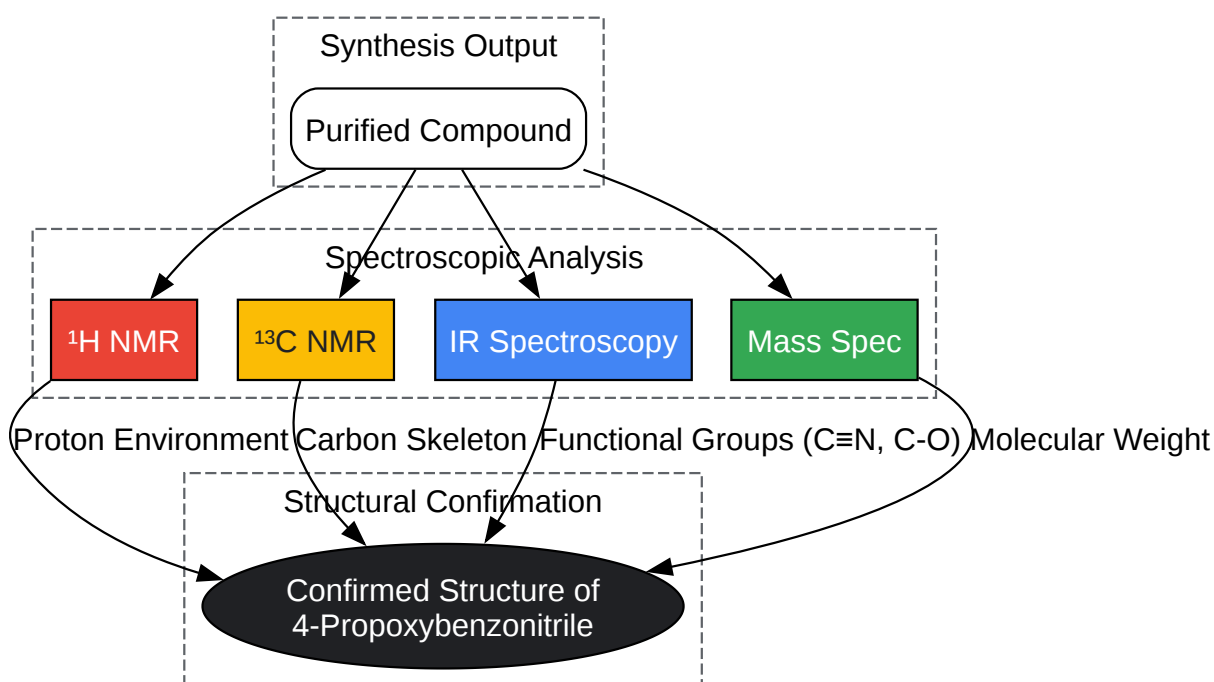 Synthesis Output
Purified Compound
Spectroscopic Analysis
¹H NMR
¹³C NMR
IR Spectroscopy
Mass Spec
Proton Environment
Carbon Skeleton
Functional Groups (C≡N, C-O)
Molecular Weight
Structural Confirmation
Confirmed Structure of
4-Propoxybenzonitrile